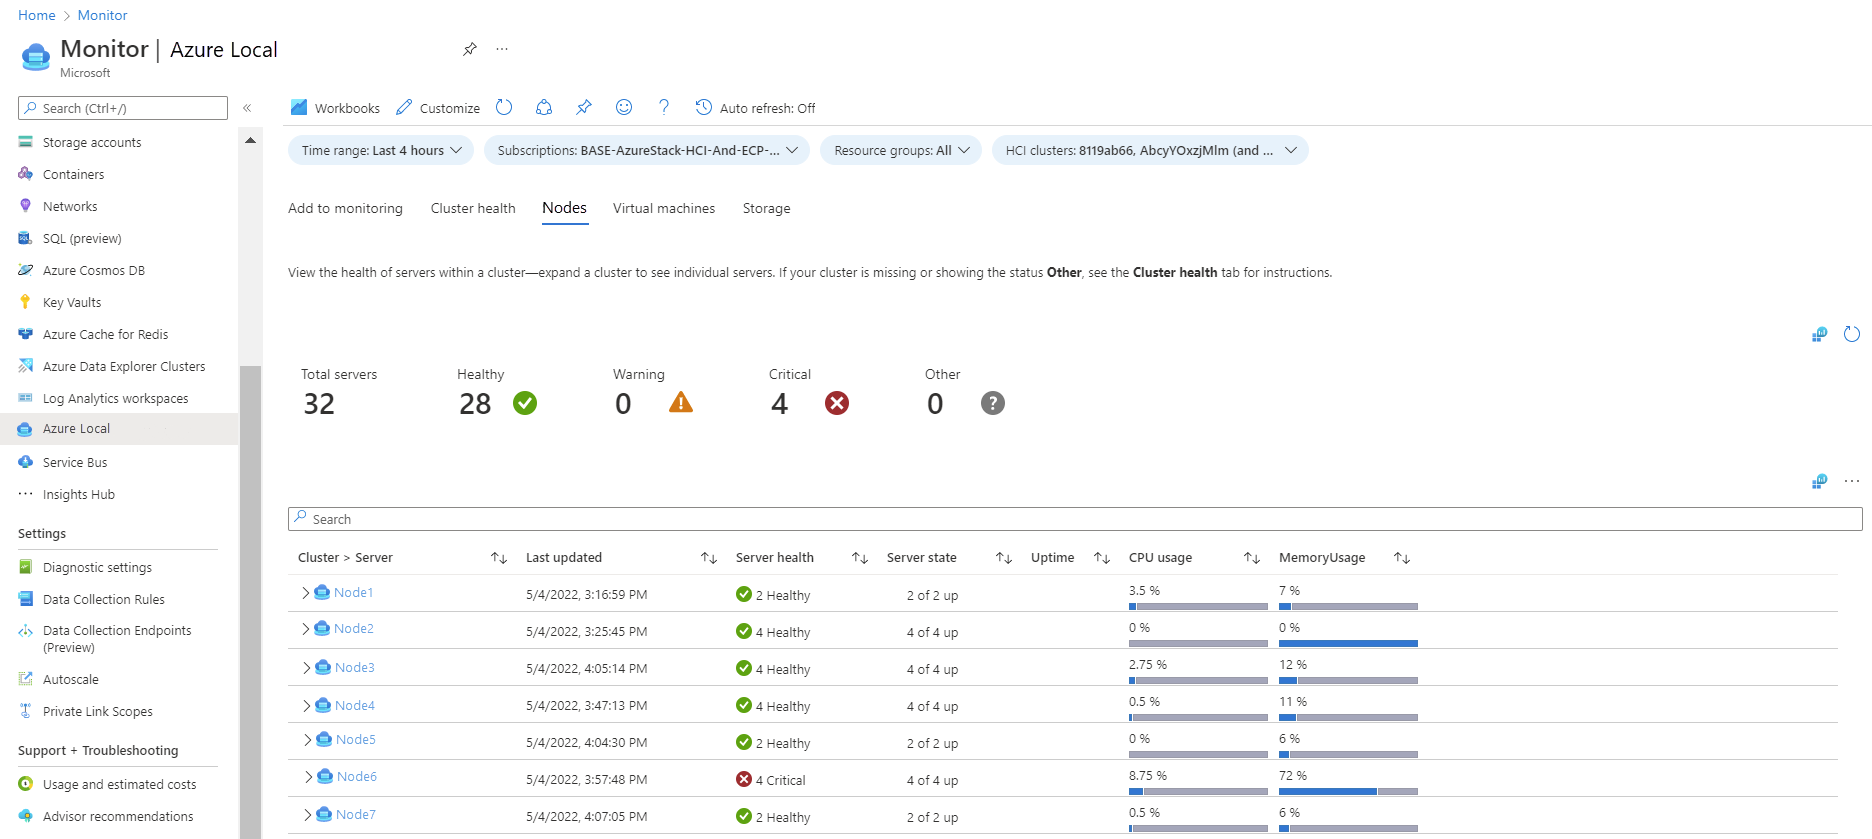 Home > Monitor
Monitor | Azure Local ...
Microsoft
Search (Ctrl+/) «
Storage accounts
Containers
Networks
SQL (preview)
Azure Cosmos DB
Key Vaults
Azure Cache for Redis
Azure Data Explorer Clusters
Log Analytics workspaces
Azure Local
Service Bus
Insights Hub
Settings
Diagnostic settings
Data Collection Rules
Data Collection Endpoints
(Preview)
Autoscale
Private Link Scopes
Support + Troubleshooting
Usage and estimated costs
Advisor recommendations
Workbooks Customize ? Auto refresh: Off
Time range: Last 4 hours Subscriptions: BASE-AzureStack-HCI-And-ECP-... Resource groups: All HCI clusters: 8119ab66, AbcyYOxzjMlm (and ...
Add to monitoring Cluster health Nodes Virtual machines Storage
View the health of servers within a cluster—expand a cluster to see individual servers. If your cluster is missing or showing the status Other, see the Cluster health tab for instructions.
Total servers Healthy Warning Critical Other
32 28 0 4 0
Search
Cluster > Server Last updated Server health Server state Uptime CPU usage MemoryUsage
Node1 5/4/2022, 3:16:59 PM 2 Healthy 2 of 2 up 3.5 % 7 %
Node2 5/4/2022, 3:25:45 PM 4 Healthy 4 of 4 up 0 % 0 %
Node3 5/4/2022, 4:05:14 PM 4 Healthy 4 of 4 up 2.75 % 12 %
Node4 5/4/2022, 3:47:13 PM 4 Healthy 4 of 4 up 0.5 % 11 %
Node5 5/4/2022, 4:04:30 PM 2 Healthy 2 of 2 up 0 % 6 %
Node6 5/4/2022, 3:57:48 PM 4 Critical 4 of 4 up 8.75 % 72 %
Node7 5/4/2022, 4:07:05 PM 2 Healthy 2 of 2 up 0.5 % 6 %